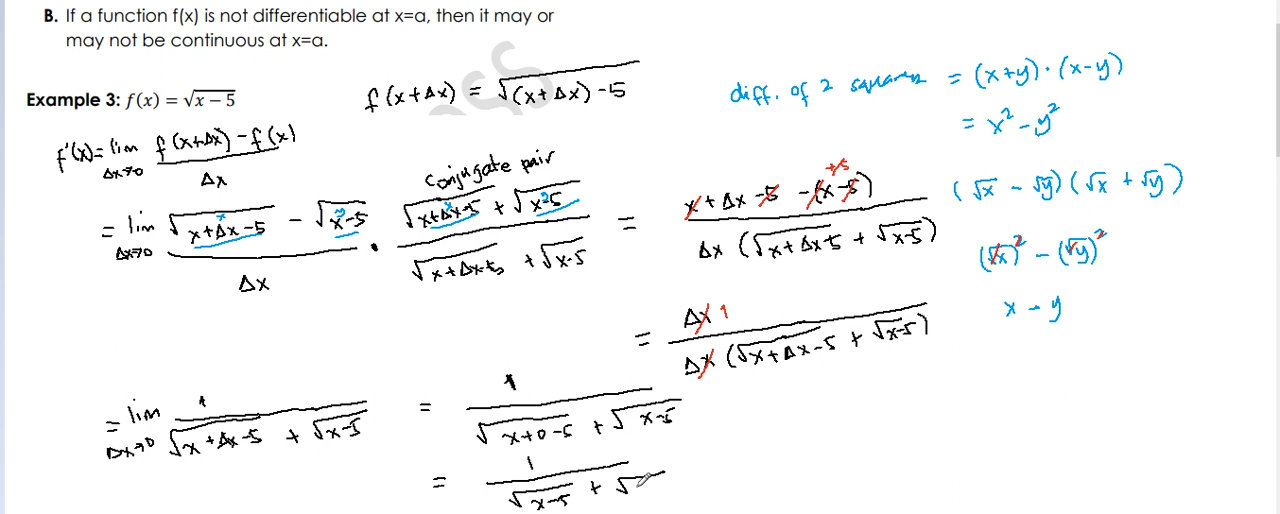 B. If a function f(x) is not differentiable at x=a, then it may or
may not be continuous at x=a.
Example 3: f(x) = √x − 5
f(x+Δx) = √(x+Δx)-5
f'(x)= lim Δx→0 f(x+Δx) - f(x) / Δx
conjugate pair
= lim Δx→0 √x+Δx-5 - √x-5 / Δx · √x+Δx-5 + √x-5 / √x+Δx-5 + √x-5
= x+Δx-5 -(x-5) +5 / Δx (√x+Δx-5 + √x-5)
= Δx 1 / Δx (√x+Δx-5 + √x-5)
= lim Δx→0 1 / √x+Δx-5 + √x-5
= 1 / √x+0-5 + √x-5
= 1 / √x-5 + √
diff. of 2 squares = (x+y)·(x-y)
= x² - y²
(√x - √y)(√x + √y)
(√x)² - (√y)²
x - y